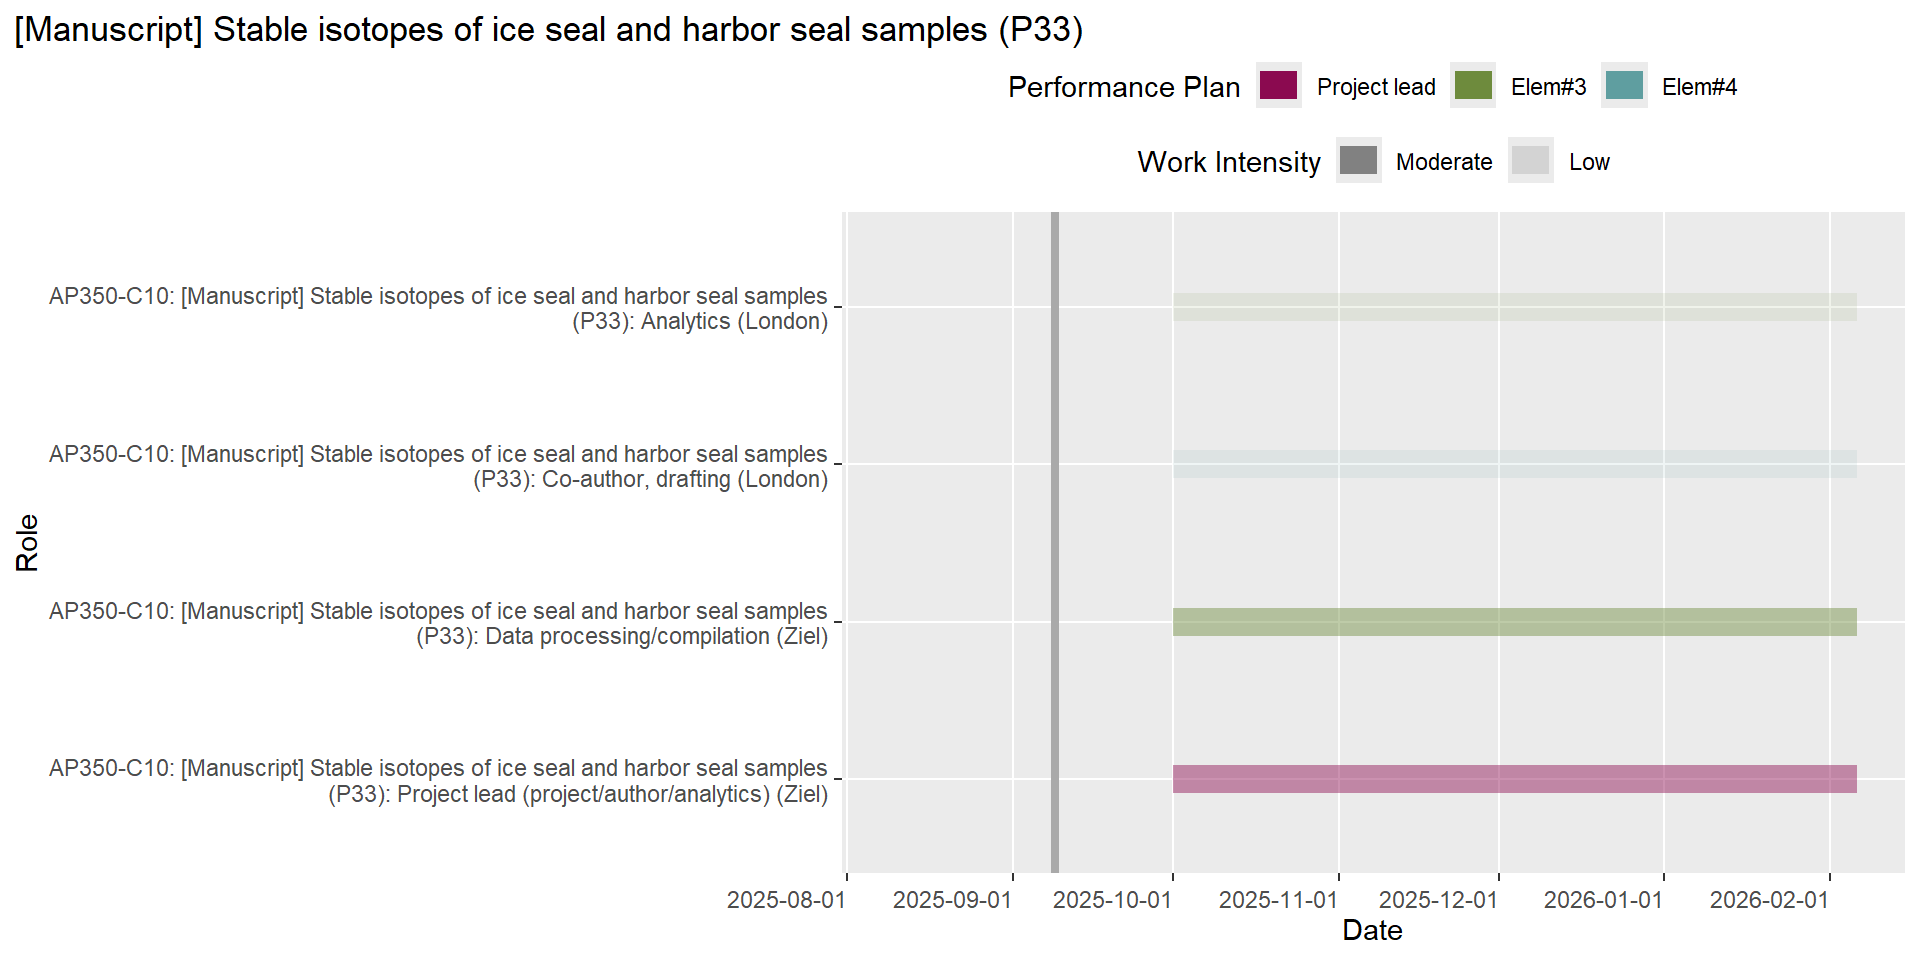 [Manuscript] Stable isotopes of ice seal and harbor seal samples (P33)
Performance Plan Project lead Elem#3 Elem#4
Work Intensity Moderate Low
AP350-C10: [Manuscript] Stable isotopes of ice seal and harbor seal samples
(P33): Analytics (London)
AP350-C10: [Manuscript] Stable isotopes of ice seal and harbor seal samples
(P33): Co-author, drafting (London)
Role
AP350-C10: [Manuscript] Stable isotopes of ice seal and harbor seal samples
(P33): Data processing/compilation (Ziel)
AP350-C10: [Manuscript] Stable isotopes of ice seal and harbor seal samples
(P33): Project lead (project/author/analytics) (Ziel)
2025-08-01 2025-09-01 2025-10-01 2025-11-01 2025-12-01 2026-01-01 2026-02-01
Date